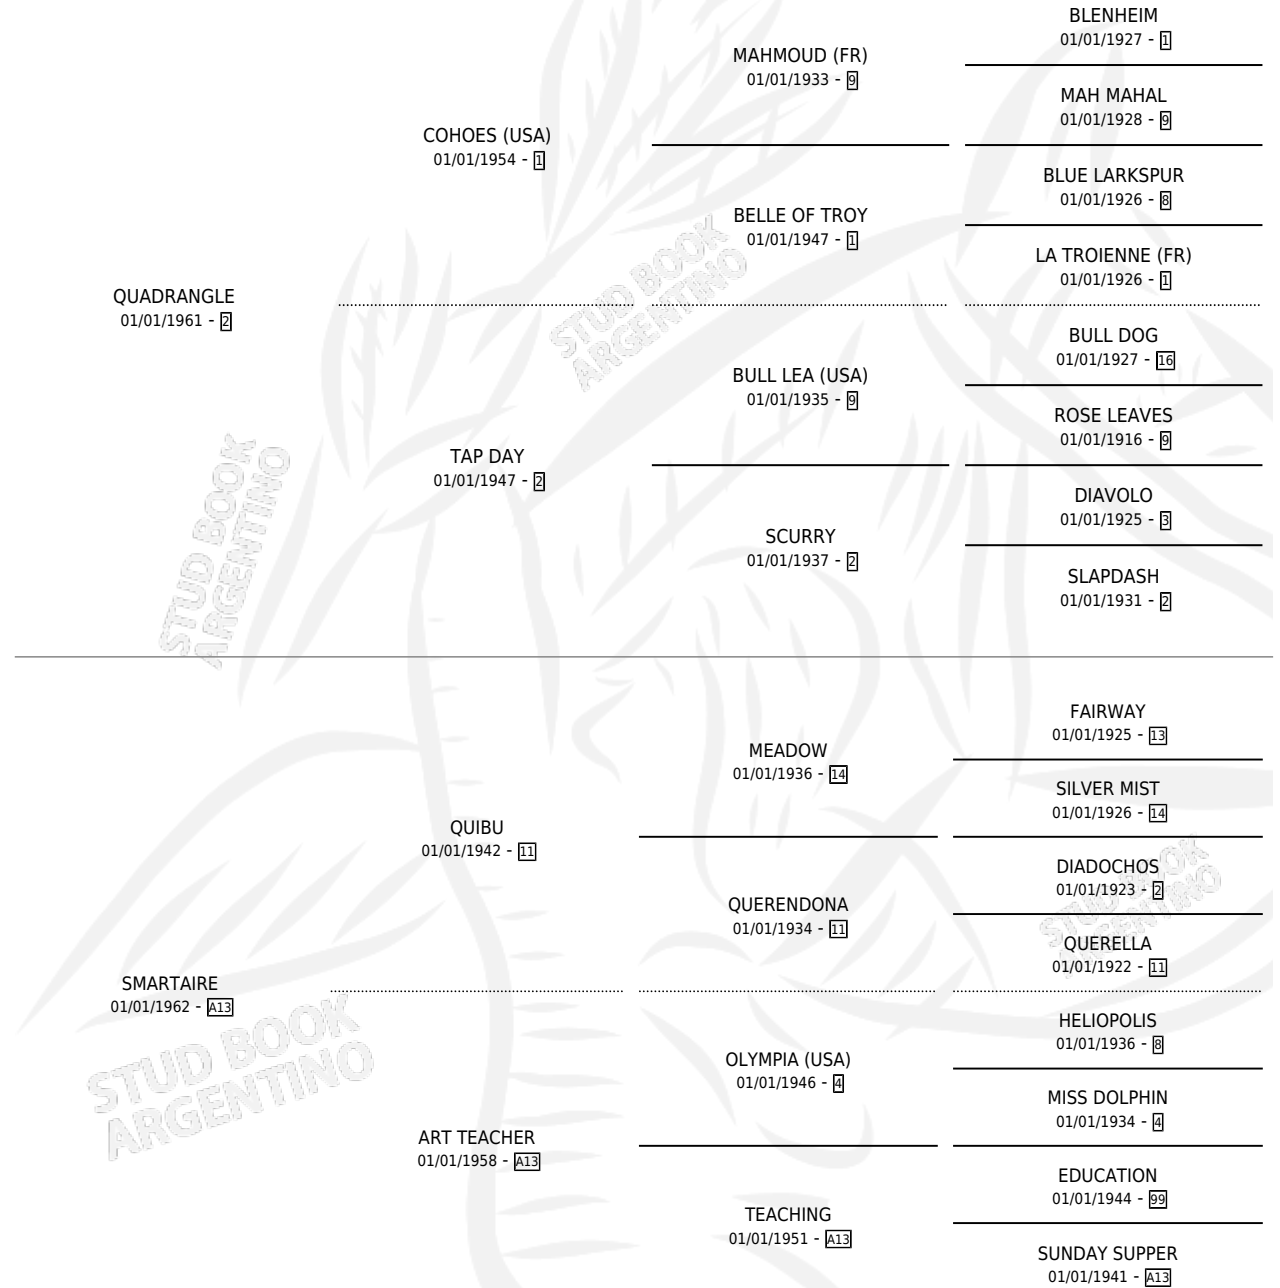 BLENHEIM
01/01/1927 - 1
MAHMOUD (FR)
01/01/1933 - 9
MAH MAHAL
01/01/1928 - 9
COHOES (USA)
01/01/1954 - 1
BLUE LARKSPUR
01/01/1926 - 8
BELLE OF TROY
01/01/1947 - 1
LA TROIENNE (FR)
01/01/1926 - 1
QUADRANGLE
01/01/1961 - 2
BULL DOG
01/01/1927 - 16
BULL LEA (USA)
01/01/1935 - 9
ROSE LEAVES
01/01/1916 - 9
TAP DAY
01/01/1947 - 2
DIAVOLO
01/01/1925 - 3
SCURRY
01/01/1937 - 2
SLAPDASH
01/01/1931 - 2
FAIRWAY
01/01/1925 - 13
MEADOW
01/01/1936 - 14
SILVER MIST
01/01/1926 - 14
QUIBU
01/01/1942 - 11
DIADOCHOS
01/01/1923 - 2
QUERENDONA
01/01/1934 - 11
QUERELLA
01/01/1922 - 11
SMARTAIRE
01/01/1962 - A13
HELIOPOLIS
01/01/1936 - 8
OLYMPIA (USA)
01/01/1946 - 4
MISS DOLPHIN
01/01/1934 - 4
ART TEACHER
01/01/1958 - A13
EDUCATION
01/01/1944 - 99
TEACHING
01/01/1951 - A13
SUNDAY SUPPER
01/01/1941 - A13
STUD BOOK
ARGENTINO
STUD BOOK
ARGENTINO
STUD BOOK
ARGENTINO
STUD BOOK
ARGENTINO